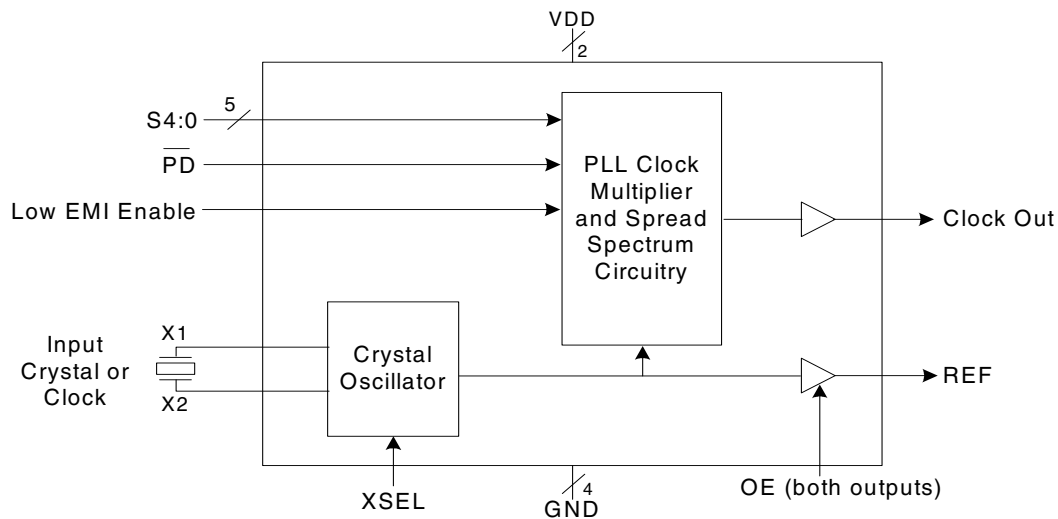 VDD
2
S4:0
5
PD
Low EMI Enable
PLL Clock
Multiplier
and Spread
Spectrum
Circuitry
Clock Out
Input
Crystal or
Clock
X1
X2
Crystal
Oscillator
REF
XSEL
4
GND
OE (both outputs)